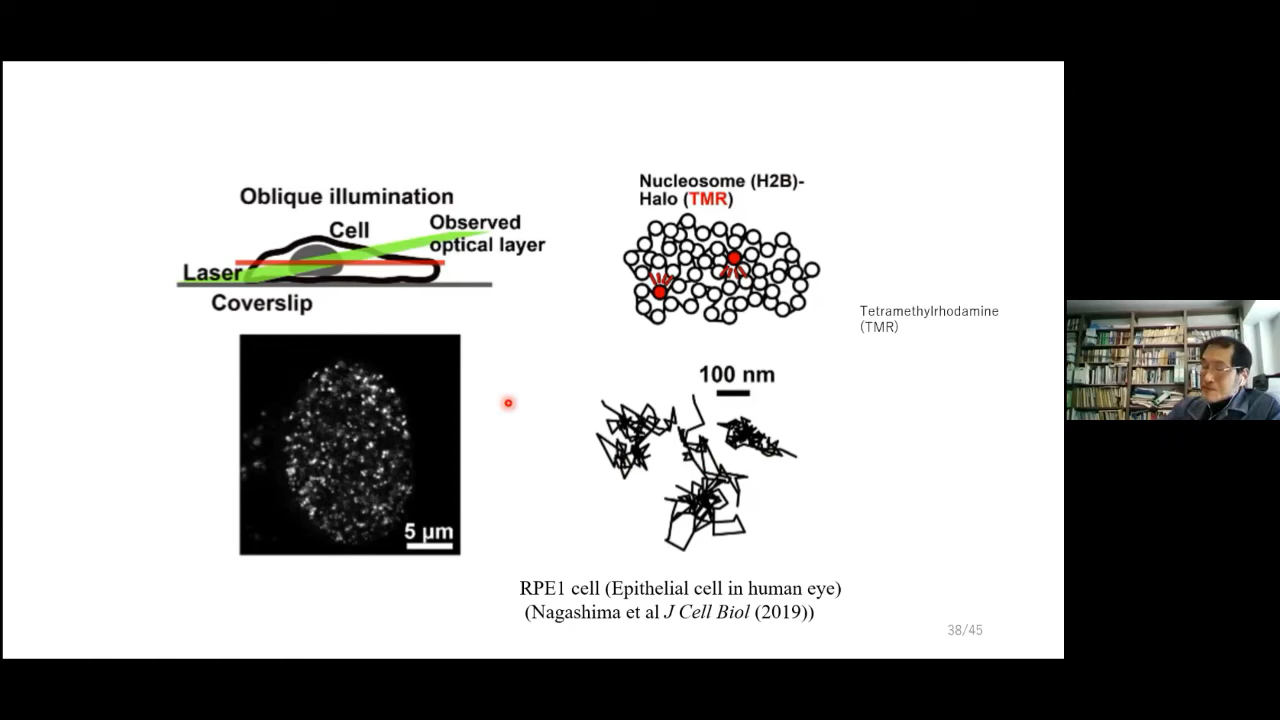 Oblique illumination
Cell
Observed
optical layer
Laser
Coverslip
5 μm
Nucleosome (H2B)-
Halo (TMR)
Tetramethylrhodamine
(TMR)
100 nm
RPE1 cell (Epithelial cell in human eye)
(Nagashima et al J Cell Biol (2019))
38/45